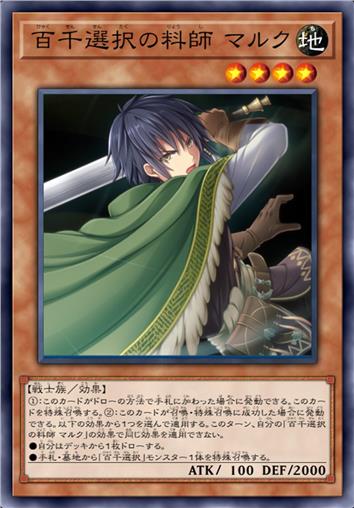 百千選択の料師 マルク
地
【戦士族／効果】
①:このカードがドローの方法で手札に加わった場合に発動できる。このカー
ドを特殊召喚する。②:このカードが召喚・特殊召喚に成功した場合に発動で
きる。以下の効果から1つを選んで適用する。このターン、自分の「百千選択
の料師 マルク」の効果で同じ効果を適用できない。
●自分はデッキから1枚ドローする。
●手札・墓地から「百千選択」モンスター1体を特殊召喚する。
ATK/ 100 DEF/2000